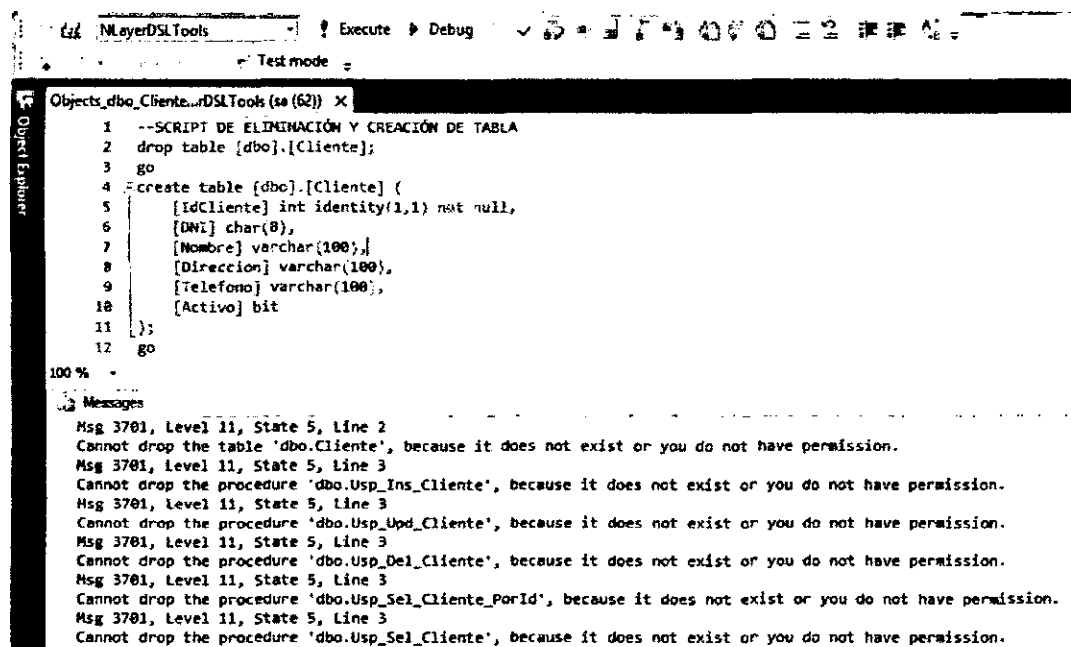 NLayerDSLTools
Execute
Debug
Test mode
Objects_dbo_Cliente...rDSLTools (sa (62))
Object Explorer
1 --SCRIPT DE ELIMINACIÓN Y CREACIÓN DE TABLA
2 drop table [dbo].[Cliente];
3 go
4 create table [dbo].[Cliente] (
5 [IdCliente] int identity(1,1) not null,
6 [DNI] char(8),
7 [Nombre] varchar(100),
8 [Direccion] varchar(100),
9 [Telefono] varchar(100),
10 [Activo] bit
11 );
12 go
100 %
Messages
Msg 3701, Level 11, State 5, Line 2
Cannot drop the table 'dbo.Cliente', because it does not exist or you do not have permission.
Msg 3701, Level 11, State 5, Line 3
Cannot drop the procedure 'dbo.Usp_Ins_Cliente', because it does not exist or you do not have permission.
Msg 3701, Level 11, State 5, Line 3
Cannot drop the procedure 'dbo.Usp_Upd_Cliente', because it does not exist or you do not have permission.
Msg 3701, Level 11, State 5, Line 3
Cannot drop the procedure 'dbo.Usp_Del_Cliente', because it does not exist or you do not have permission.
Msg 3701, Level 11, State 5, Line 3
Cannot drop the procedure 'dbo.Usp_Sel_Cliente_PorId', because it does not exist or you do not have permission.
Msg 3701, Level 11, State 5, Line 3
Cannot drop the procedure 'dbo.Usp_Sel_Cliente', because it does not exist or you do not have permission.